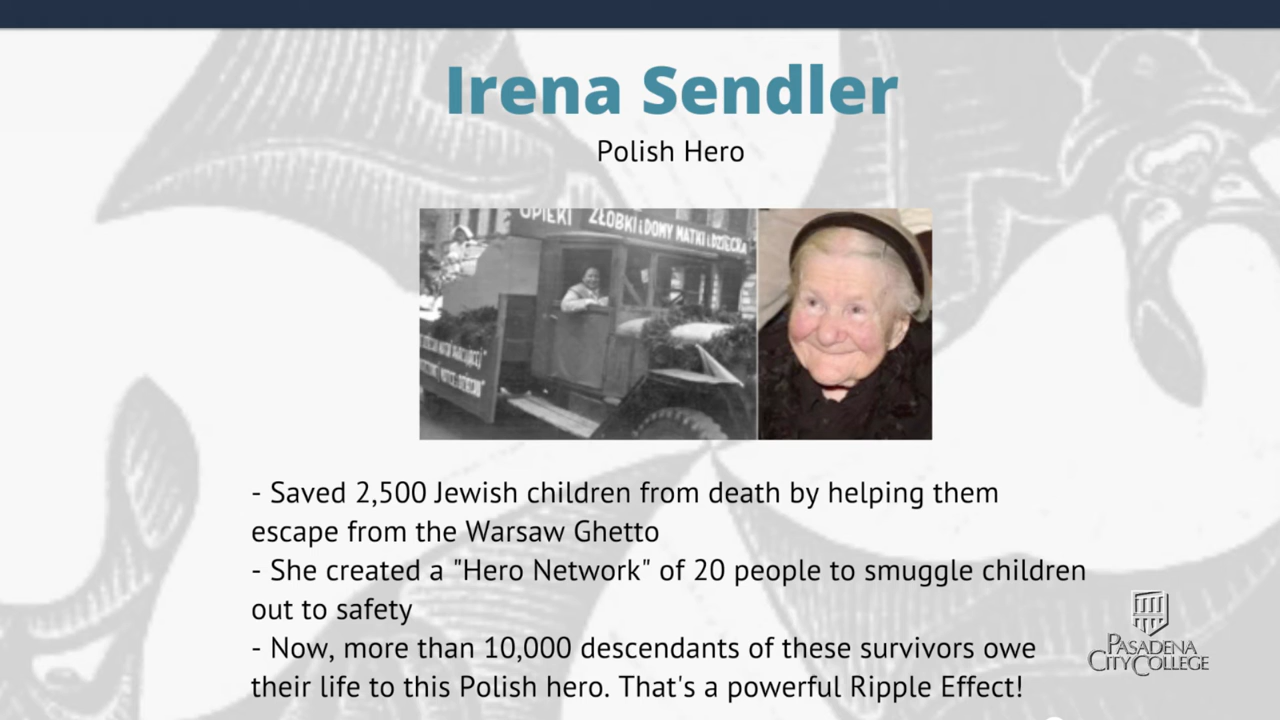 Irena Sendler
Polish Hero
OPIEKI ŻŁOBKI i DOMY MATKI i DZIECKA
- Saved 2,500 Jewish children from death by helping them
escape from the Warsaw Ghetto
- She created a "Hero Network" of 20 people to smuggle children
out to safety
- Now, more than 10,000 descendants of these survivors owe
their life to this Polish hero. That's a powerful Ripple Effect!
PASADENA
CITY COLLEGE